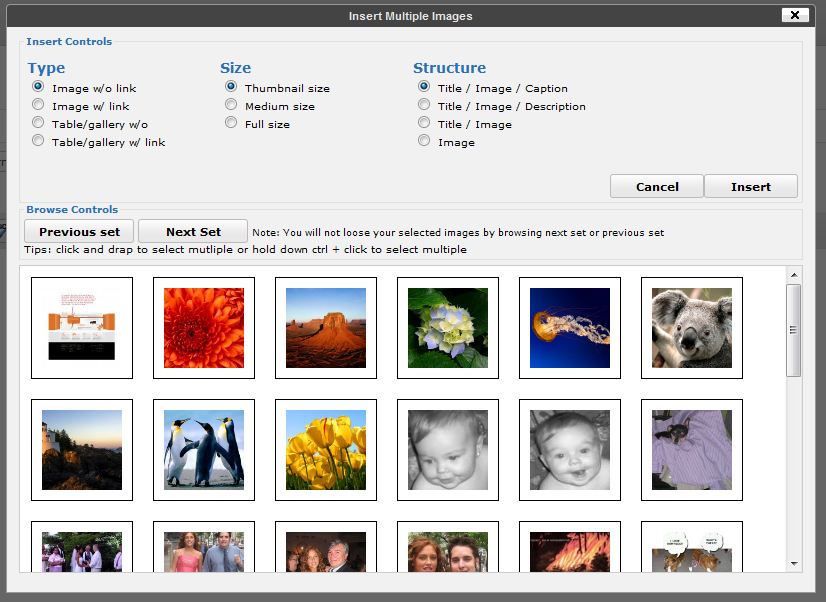 Insert Multiple Images
Insert Controls
Type
Image w/o link
Image w/ link
Table/gallery w/o
Table/gallery w/ link
Size
Thumbnail size
Medium size
Full size
Structure
Title / Image / Caption
Title / Image / Description
Title / Image
Image
Cancel
Insert
Browse Controls
Previous set
Next Set
Note: You will not loose your selected images by browsing next set or previous set
Tips: click and drap to select mutliple or hold down ctrl + click to select multiple